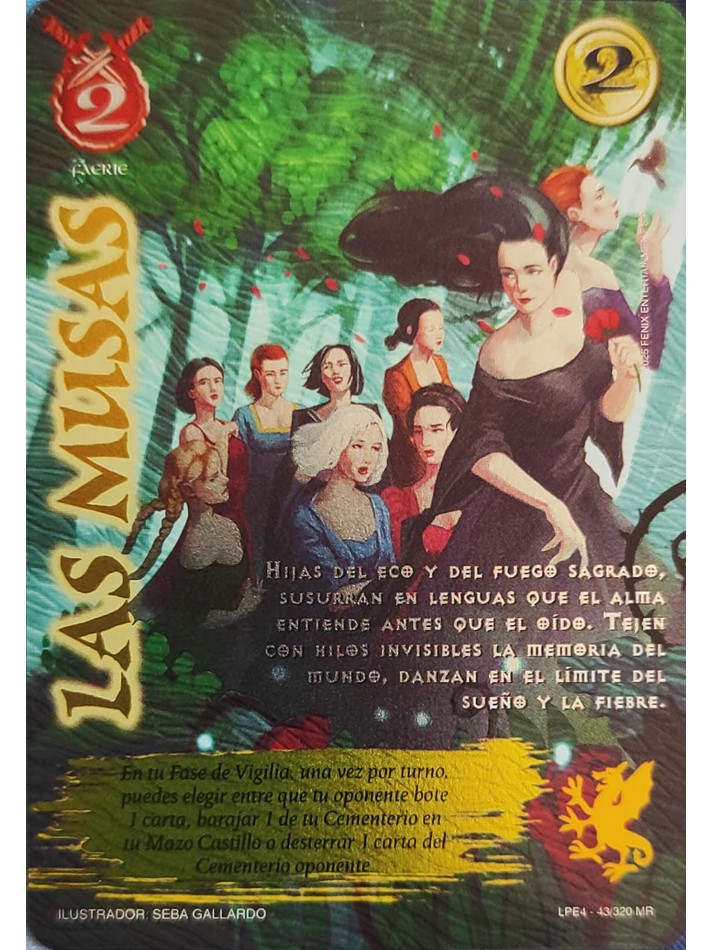 2
2
FAERIE
LAS MUSAS
2025 FENIX ENTERTAINMENT
HIJAS DEL ECO Y DEL FUEGO SAGRADO,
SUSURRAN EN LENGUAS QUE EL ALMA
ENTIENDE ANTES QUE EL OÍDO. TEJEN
CON HILOS INVISIBLES LA MEMORIA DEL
MUNDO, DANZAN EN EL LÍMITE DEL
SUEÑO Y LA FIEBRE.
En tu Fase de Vigilia, una vez por turno,
puedes elegir entre que tu oponente bote
1 carta, barajar 1 de tu Cementerio en
tu Mazo Castillo o desterrar 1 carta del
Cementerio oponente.
ILUSTRADOR: SEBA GALLARDO
LPE4 - 43/320 MR